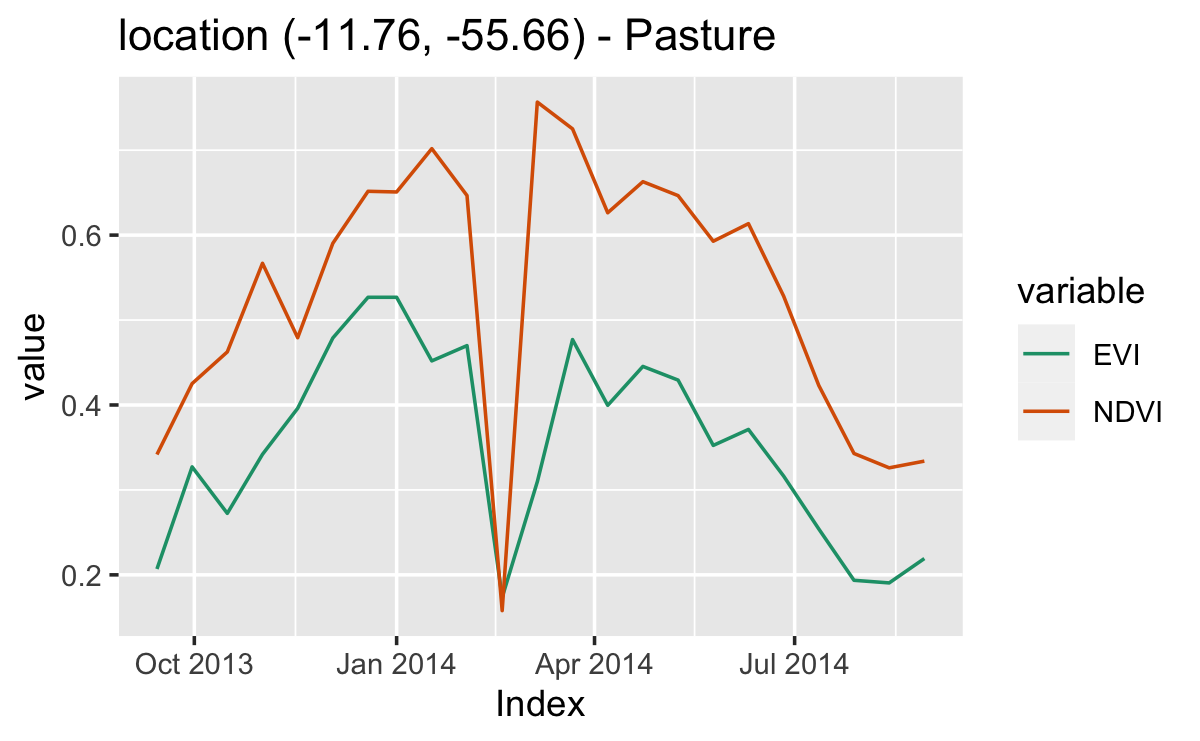 location (-11.76, -55.66) - Pasture
value
0.6
0.4
0.2
Oct 2013 Jan 2014 Apr 2014 Jul 2014
Index
variable
EVI
NDVI